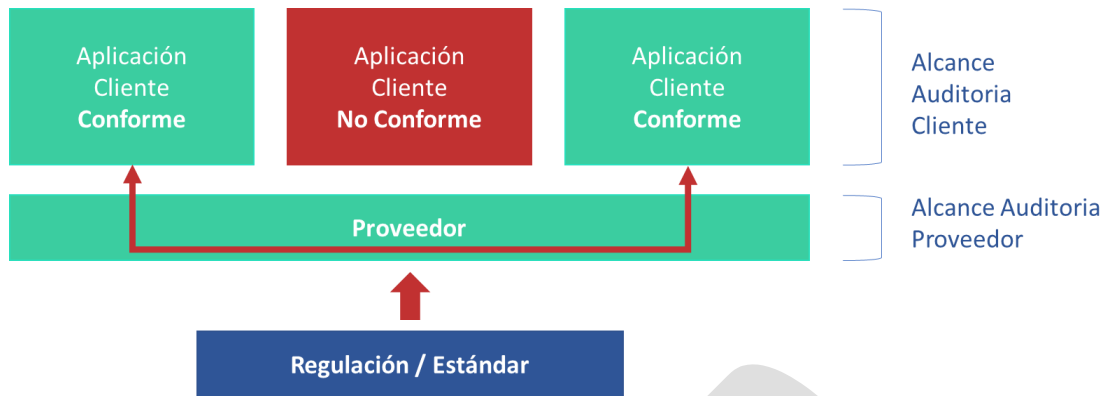 Aplicación
Cliente
Conforme
Aplicación
Cliente
No Conforme
Aplicación
Cliente
Conforme
Alcance
Auditoria
Cliente
Proveedor
Alcance Auditoria
Proveedor
Regulación / Estándar